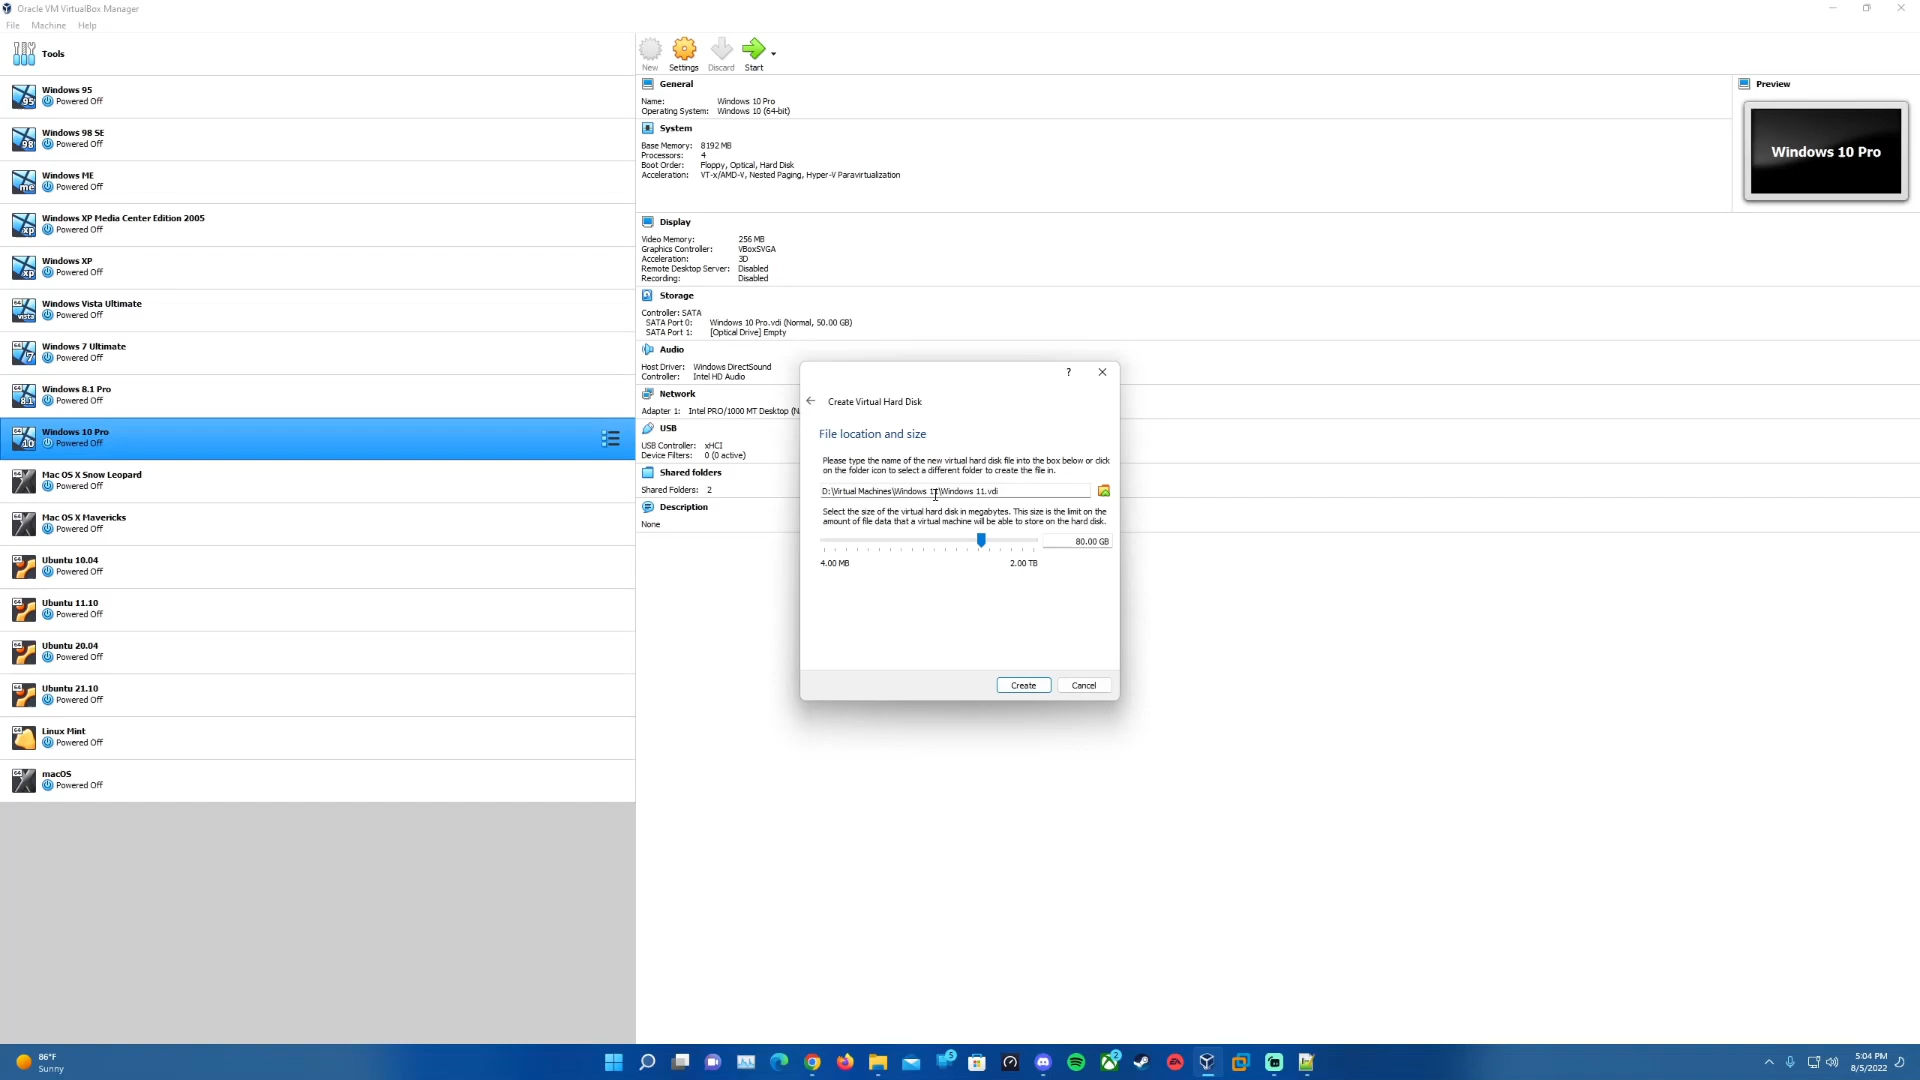 Oracle VM VirtualBox Manager
File Machine Help
Tools
Windows 95
Powered Off
Windows 98 SE
Powered Off
Windows ME
Powered Off
Windows XP Media Center Edition 2005
Powered Off
Windows XP
Powered Off
Windows Vista Ultimate
Powered Off
Windows 7 Ultimate
Powered Off
Windows 8.1 Pro
Powered Off
Windows 10 Pro
Powered Off
Mac OS X Snow Leopard
Powered Off
Mac OS X Mavericks
Powered Off
Ubuntu 10.04
Powered Off
Ubuntu 11.10
Powered Off
Ubuntu 20.04
Powered Off
Ubuntu 21.10
Powered Off
Linux Mint
Powered Off
macOS
Powered Off
New Settings Discard Start
General
Name: Windows 10 Pro
Operating System: Windows 10 (64-bit)
System
Base Memory: 8192 MB
Processors: 4
Boot Order: Floppy, Optical, Hard Disk
Acceleration: VT-x/AMD-V, Nested Paging, Hyper-V Paravirtualization
Display
Video Memory: 256 MB
Graphics Controller: VBoxSVGA
Acceleration: 3D
Remote Desktop Server: Disabled
Recording: Disabled
Storage
Controller: SATA
SATA Port 0: Windows 10 Pro.vdi (Normal, 50.00 GB)
SATA Port 1: [Optical Drive] Empty
Audio
Host Driver: Windows DirectSound
Controller: Intel HD Audio
Network
Adapter 1: Intel PRO/1000 MT Desktop (N
USB
USB Controller: xHCI
Device Filters: 0 (0 active)
Shared folders
Shared Folders: 2
Description
None
Preview
Windows 10 Pro
?
Create Virtual Hard Disk
File location and size
Please type the name of the new virtual hard disk file into the box below or click
on the folder icon to select a different folder to create the file in.
D:\Virtual Machines\Windows 11\Windows 11.vdi
Select the size of the virtual hard disk in megabytes. This size is the limit on the
amount of file data that a virtual machine will be able to store on the hard disk.
80.00 GB
4.00 MB 2.00 TB
Create Cancel
86°F
Sunny
5:04 PM
8/5/2022